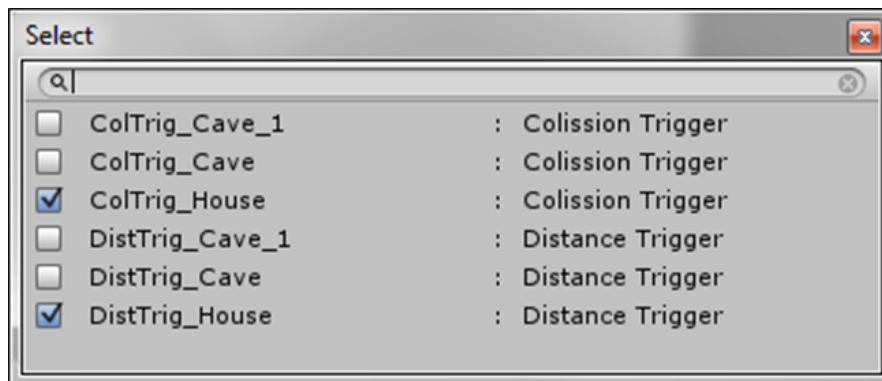 Select
ColTrig_Cave_1 : Colission Trigger
ColTrig_Cave : Colission Trigger
ColTrig_House : Colission Trigger
DistTrig_Cave_1 : Distance Trigger
DistTrig_Cave : Distance Trigger
DistTrig_House : Distance Trigger